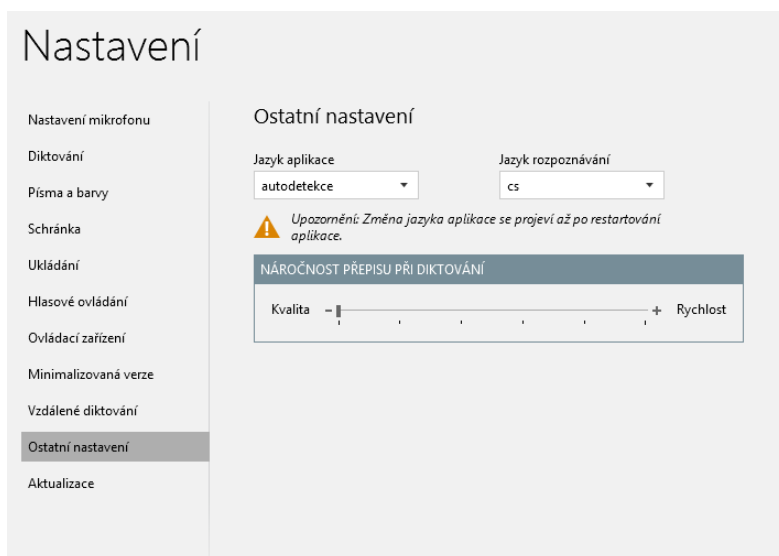 Nastavení
Nastavení mikrofonu
Diktování
Písma a barvy
Schránka
Ukládání
Hlasové ovládání
Ovládací zařízení
Minimalizovaná verze
Vzdálené diktování
Ostatní nastavení
Aktualizace
Ostatní nastavení
Jazyk aplikace
autodetekce
Jazyk rozpoznávání
cs
Upozornění: Změna jazyka aplikace se projeví až po restartování
aplikace.
NÁROČNOST PŘEPISU PŘI DIKTOVÁNÍ
Kvalita - + Rychlost